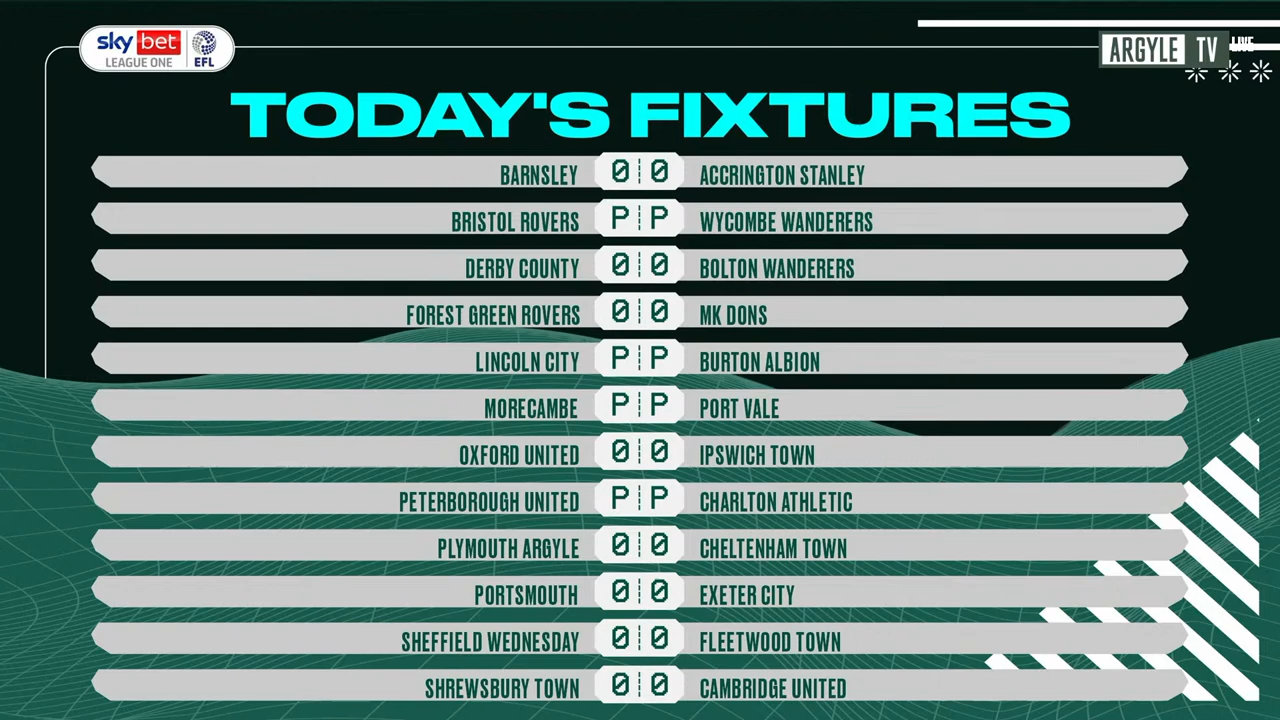 sky bet
LEAGUE ONE
EFL
ARGYLE TV LIVE
TODAY'S FIXTURES
BARNSLEY 0 0 ACCRINGTON STANLEY
BRISTOL ROVERS P P WYCOMBE WANDERERS
DERBY COUNTY 0 0 BOLTON WANDERERS
FOREST GREEN ROVERS 0 0 MK DONS
LINCOLN CITY P P BURTON ALBION
MORECAMBE P P PORT VALE
OXFORD UNITED 0 0 IPSWICH TOWN
PETERBOROUGH UNITED P P CHARLTON ATHLETIC
PLYMOUTH ARGYLE 0 0 CHELTENHAM TOWN
PORTSMOUTH 0 0 EXETER CITY
SHEFFIELD WEDNESDAY 0 0 FLEETWOOD TOWN
SHREWSBURY TOWN 0 0 CAMBRIDGE UNITED